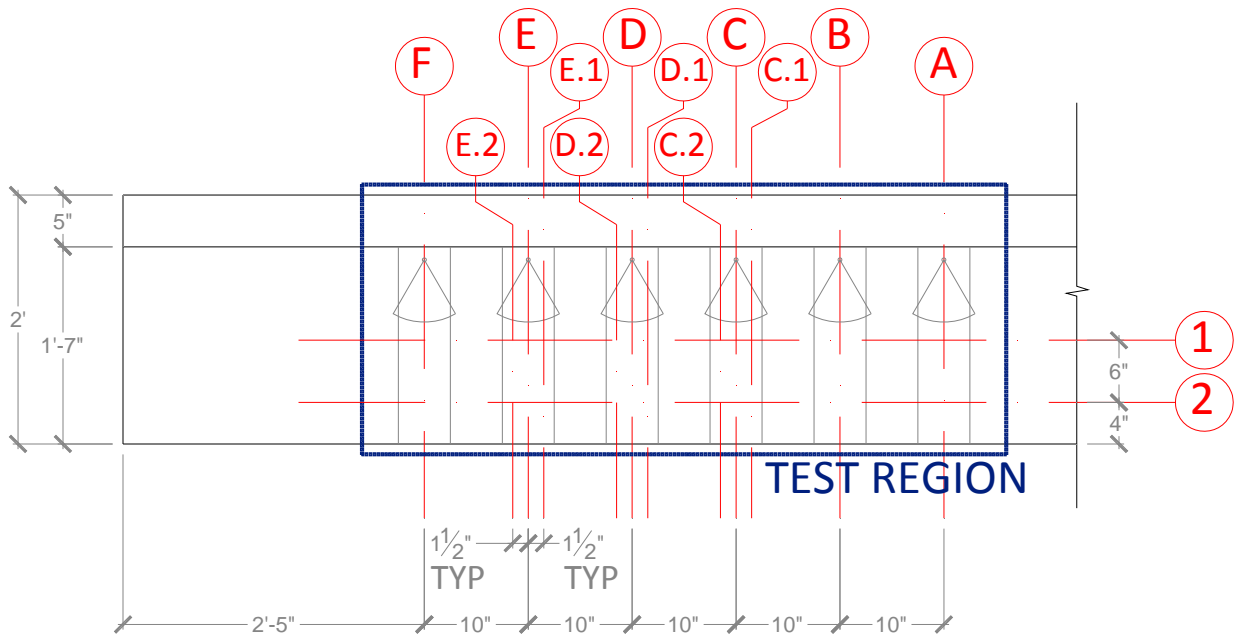 E D C B
F A
E.1 D.1 C.1
E.2 D.2 C.2
5"
2'
1'-7"
1
6"
2
4"
TEST REGION
1½" 1½"
TYP TYP
2'-5" 10" 10" 10" 10" 10"